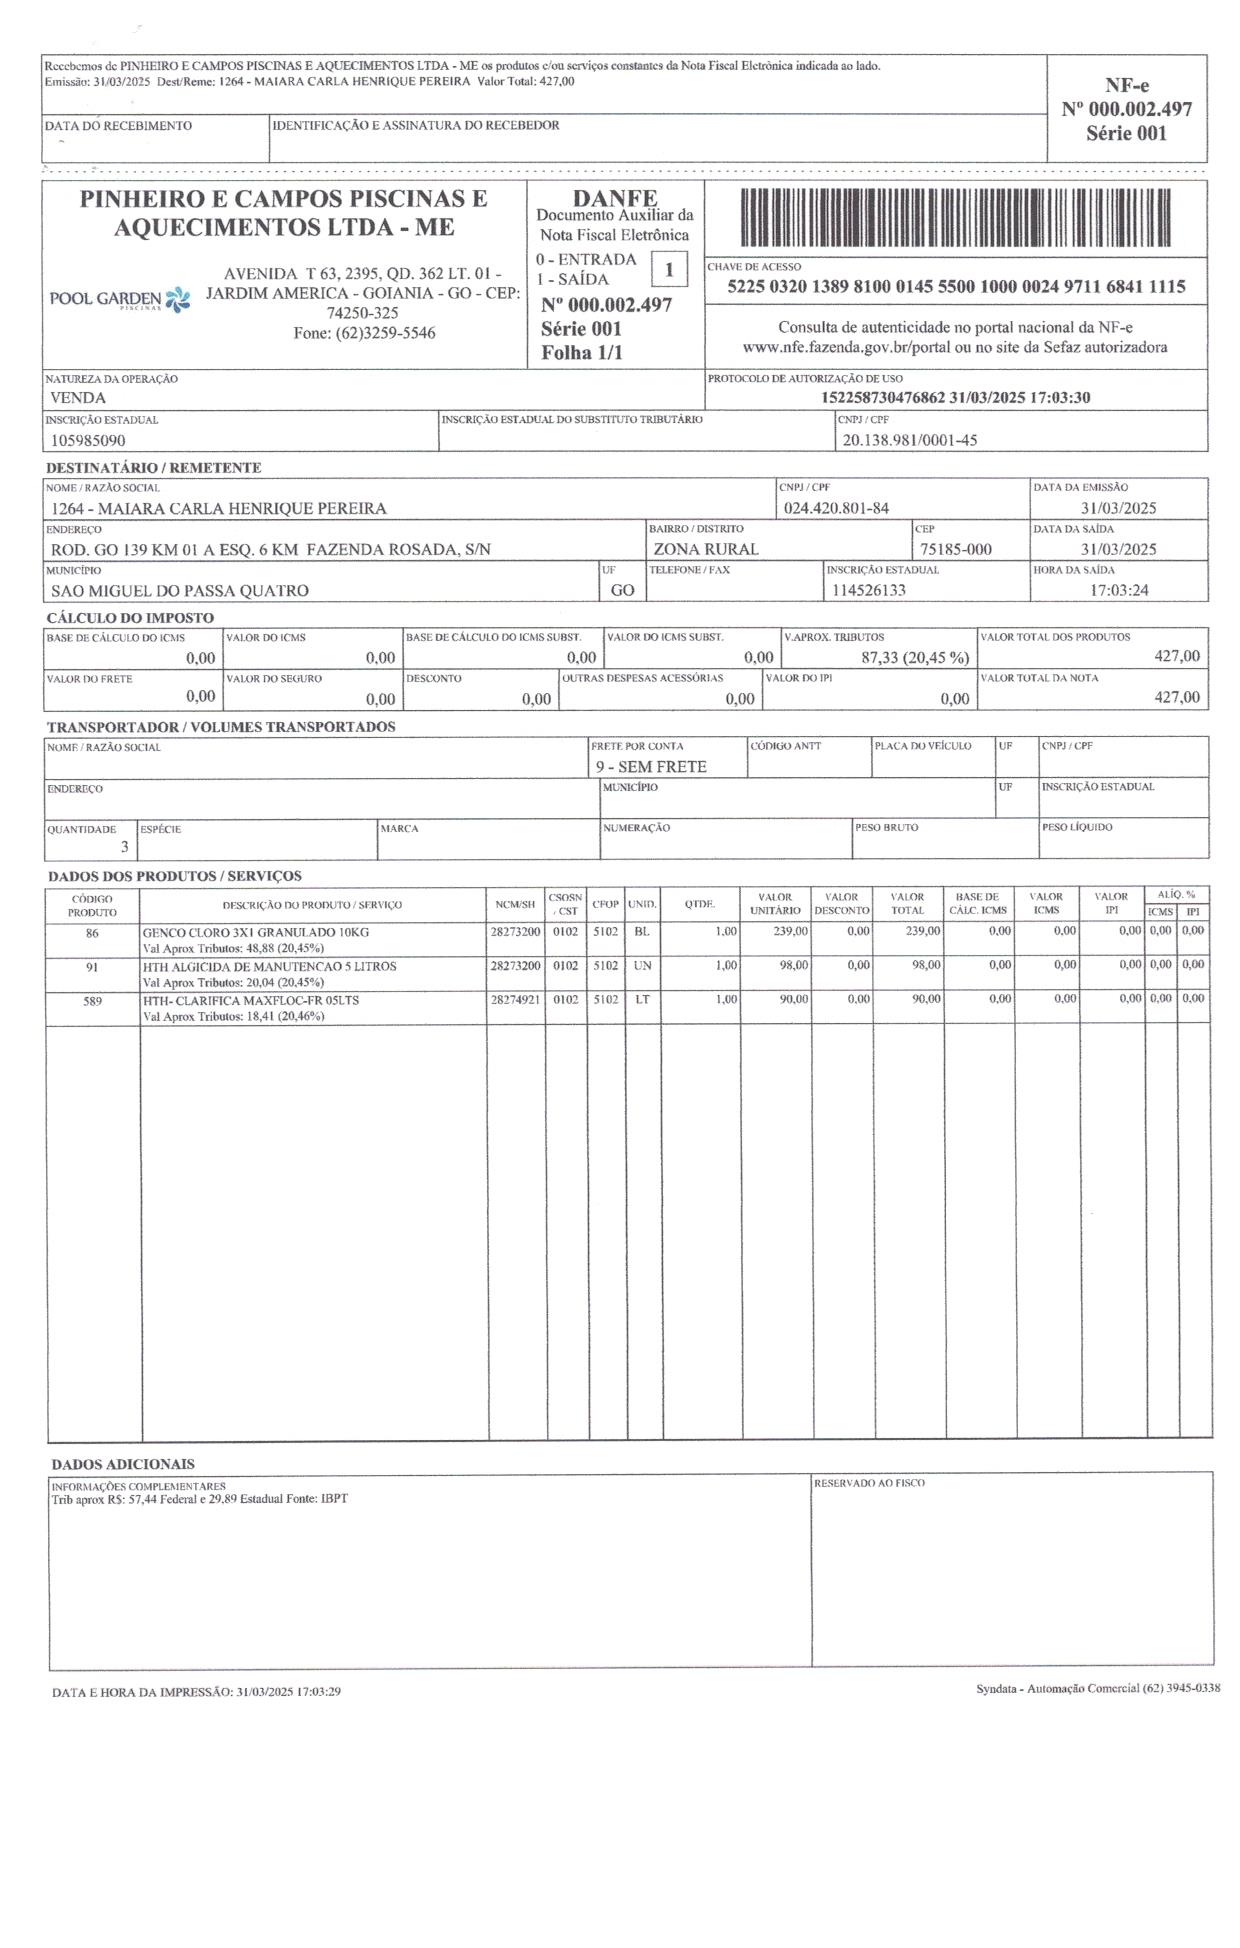 Recebemos de PINHEIRO E CAMPOS PISCINAS E AQUECIMENTOS LTDA - ME os produtos e/ou serviços constantes da Nota Fiscal Eletrônica indicada ao lado.
Emissão: 31/03/2025 Dest/Reme: 1264 - MAIARA CARLA HENRIQUE PEREIRA Valor Total: 427,00
NF-e
Nº 000.002.497
Série 001
DATA DO RECEBIMENTO IDENTIFICAÇÃO E ASSINATURA DO RECEBEDOR
PINHEIRO E CAMPOS PISCINAS E
AQUECIMENTOS LTDA - ME
POOL GARDEN
PISCINAS
AVENIDA T 63, 2395, QD. 362 LT. 01 -
JARDIM AMERICA - GOIANIA - GO - CEP:
74250-325
Fone: (62)3259-5546
DANFE
Documento Auxiliar da
Nota Fiscal Eletrônica
0 - ENTRADA
1 - SAÍDA
1
Nº 000.002.497
Série 001
Folha 1/1
CHAVE DE ACESSO
5225 0320 1389 8100 0145 5500 1000 0024 9711 6841 1115
Consulta de autenticidade no portal nacional da NF-e
www.nfe.fazenda.gov.br/portal ou no site da Sefaz autorizadora
NATUREZA DA OPERAÇÃO PROTOCOLO DE AUTORIZAÇÃO DE USO
VENDA 152258730476862 31/03/2025 17:03:30
INSCRIÇÃO ESTADUAL INSCRIÇÃO ESTADUAL DO SUBSTITUTO TRIBUTÁRIO CNPJ / CPF
105985090 20.138.981/0001-45
DESTINATÁRIO / REMETENTE
NOME / RAZÃO SOCIAL CNPJ / CPF DATA DA EMISSÃO
1264 - MAIARA CARLA HENRIQUE PEREIRA 024.420.801-84 31/03/2025
ENDEREÇO BAIRRO / DISTRITO CEP DATA DA SAÍDA
ROD. GO 139 KM 01 A ESQ. 6 KM FAZENDA ROSADA, S/N ZONA RURAL 75185-000 31/03/2025
MUNICÍPIO UF TELEFONE / FAX INSCRIÇÃO ESTADUAL HORA DA SAÍDA
SAO MIGUEL DO PASSA QUATRO GO 114526133 17:03:24
CÁLCULO DO IMPOSTO
BASE DE CÁLCULO DO ICMS VALOR DO ICMS BASE DE CÁLCULO DO ICMS SUBST. VALOR DO ICMS SUBST. V.APROX. TRIBUTOS VALOR TOTAL DOS PRODUTOS
0,00 0,00 0,00 0,00 87,33 (20,45 %) 427,00
VALOR DO FRETE VALOR DO SEGURO DESCONTO OUTRAS DESPESAS ACESSÓRIAS VALOR DO IPI VALOR TOTAL DA NOTA
0,00 0,00 0,00 0,00 0,00 427,00
TRANSPORTADOR / VOLUMES TRANSPORTADOS
NOME / RAZÃO SOCIAL FRETE POR CONTA CÓDIGO ANTT PLACA DO VEÍCULO UF CNPJ / CPF
9 - SEM FRETE
ENDEREÇO MUNICÍPIO UF INSCRIÇÃO ESTADUAL
QUANTIDADE ESPÉCIE MARCA NUMERAÇÃO PESO BRUTO PESO LÍQUIDO
3
DADOS DOS PRODUTOS / SERVIÇOS
CÓDIGO PRODUTO DESCRIÇÃO DO PRODUTO / SERVIÇO NCM/SH CSOSN / CST CFOP UNID. QTDE. VALOR UNITÁRIO VALOR DESCONTO VALOR TOTAL BASE DE CÁLC. ICMS VALOR ICMS VALOR IPI ALÍQ. % ICMS IPI
86 GENCO CLORO 3X1 GRANULADO 10KG 28273200 0102 5102 BL 1,00 239,00 0,00 239,00 0,00 0,00 0,00 0,00 0,00
Val Aprox Tributos: 48,88 (20,45%)
91 HTH ALGICIDA DE MANUTENCAO 5 LITROS 28273200 0102 5102 UN 1,00 98,00 0,00 98,00 0,00 0,00 0,00 0,00 0,00
Val Aprox Tributos: 20,04 (20,45%)
589 HTH- CLARIFICA MAXFLOC-FR 05LTS 28274921 0102 5102 LT 1,00 90,00 0,00 90,00 0,00 0,00 0,00 0,00 0,00
Val Aprox Tributos: 18,41 (20,46%)
DADOS ADICIONAIS
INFORMAÇÕES COMPLEMENTARES RESERVADO AO FISCO
Trib aprox R$: 57,44 Federal e 29,89 Estadual Fonte: IBPT
DATA E HORA DA IMPRESSÃO: 31/03/2025 17:03:29 Syndata - Automação Comercial (62) 3945-0338